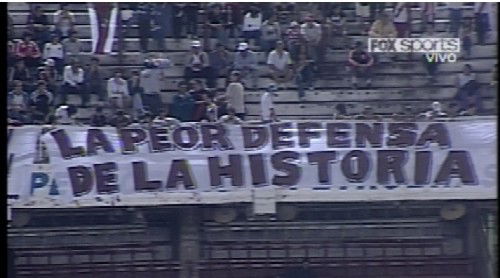 FOX SPORTS
VIVO
LA PEOR DEFENSA
DE LA HISTORIA